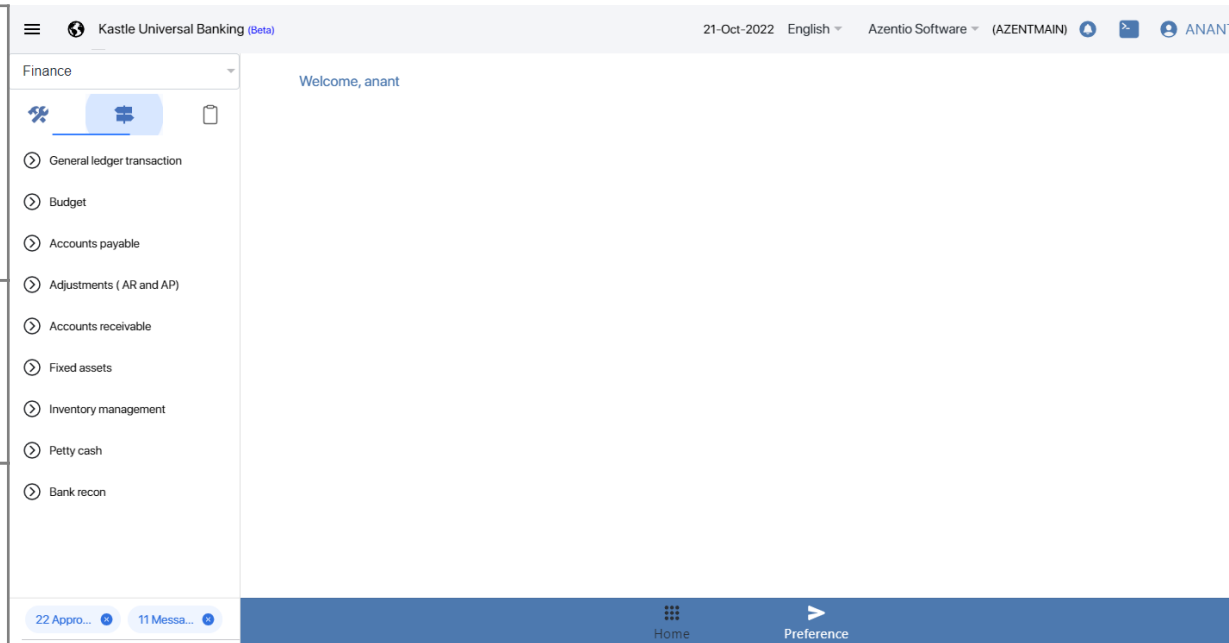 Kastle Universal Banking (Beta) 21-Oct-2022 English Azentio Software (AZENTMAIN) ANANT
Finance
Welcome, anant
General ledger transaction
Budget
Accounts payable
Adjustments ( AR and AP)
Accounts receivable
Fixed assets
Inventory management
Petty cash
Bank recon
22 Appro... 11 Messa...
Home Preference